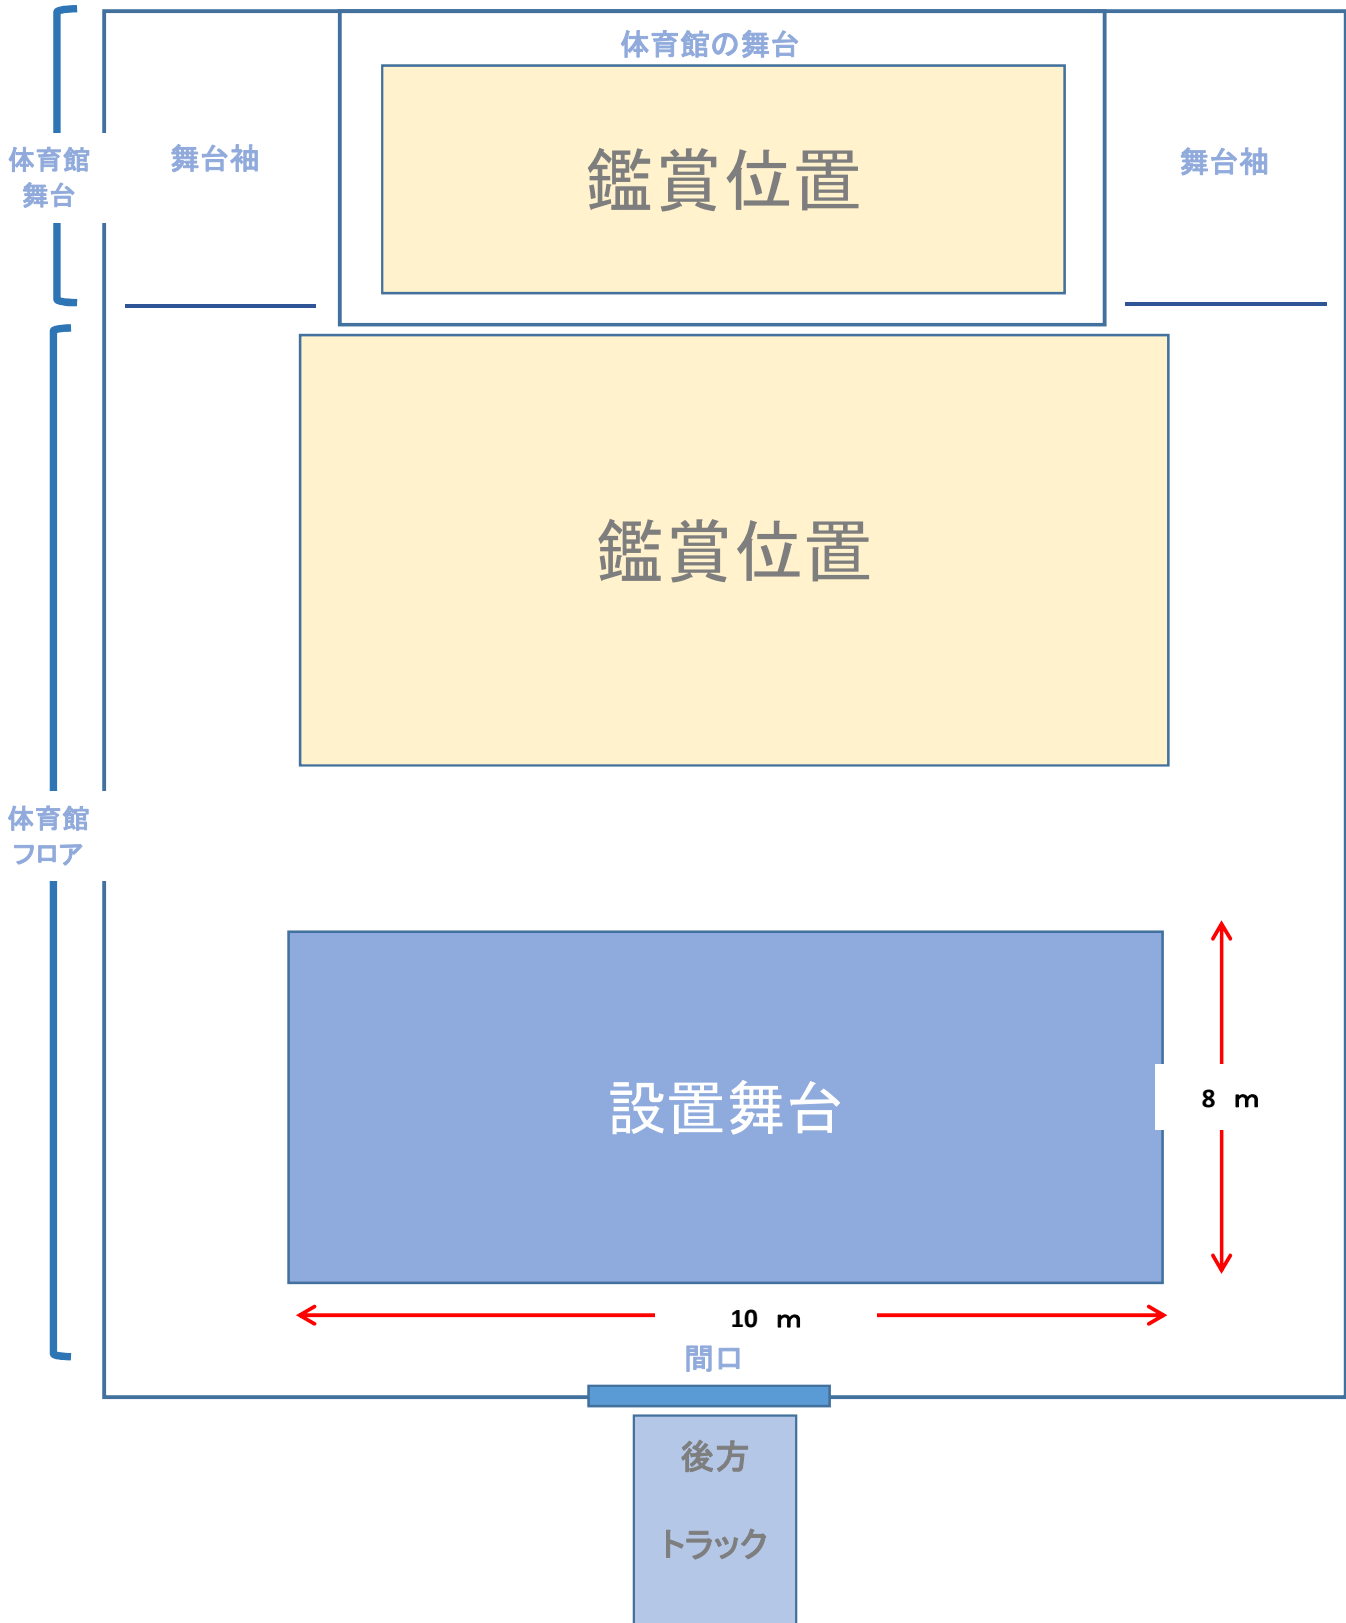 体育館の舞台
体育館
舞台
舞台袖
鑑賞位置
舞台袖
鑑賞位置
体育館
フロア
設置舞台
8 m
10 m
間口
後方
トラック